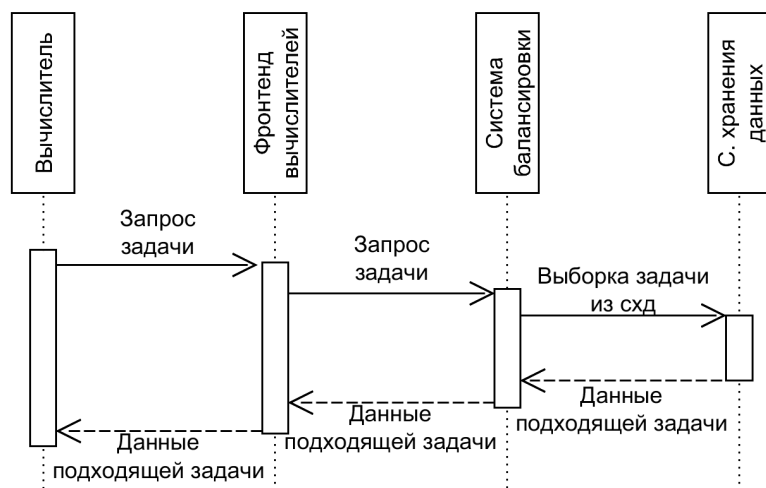 Вычислитель
Фронтенд
вычислителей
Система
балансировки
С. хранения
данных
Запрос
задачи
Запрос
задачи
Выборка задачи
из схд
Данные
подходящей задачи
Данные
подходящей задачи
Данные
подходящей задачи